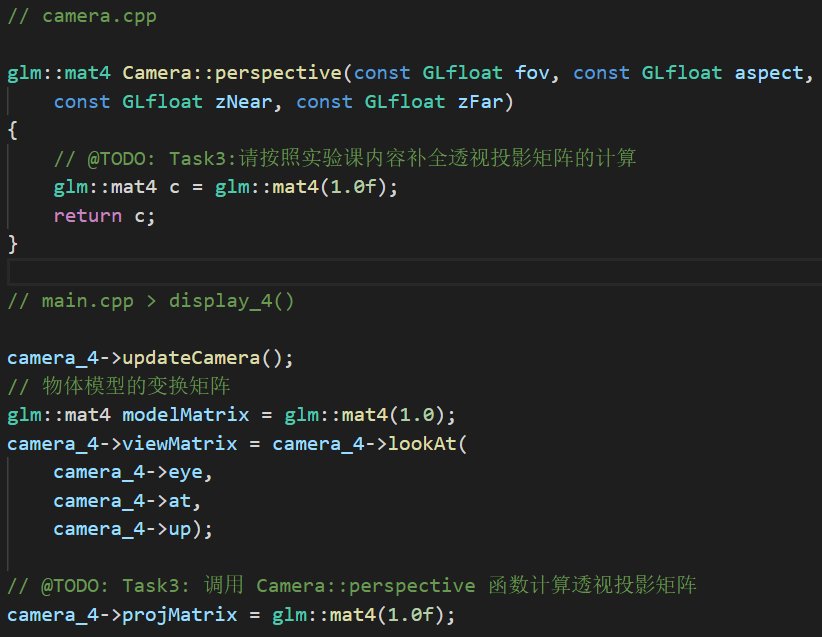 // camera.cpp
glm::mat4 Camera::perspective(const GLfloat fov, const GLfloat aspect,
    const GLfloat zNear, const GLfloat zFar)
{
    // @TODO: Task3:请按照实验课内容补全透视投影矩阵的计算
    glm::mat4 c = glm::mat4(1.0f);
    return c;
}
// main.cpp > display_4()
camera_4->updateCamera();
// 物体模型的变换矩阵
glm::mat4 modelMatrix = glm::mat4(1.0);
camera_4->viewMatrix = camera_4->lookAt(
    camera_4->eye,
    camera_4->at,
    camera_4->up);
// @TODO: Task3: 调用 Camera::perspective 函数计算透视投影矩阵
camera_4->projMatrix = glm::mat4(1.0f);